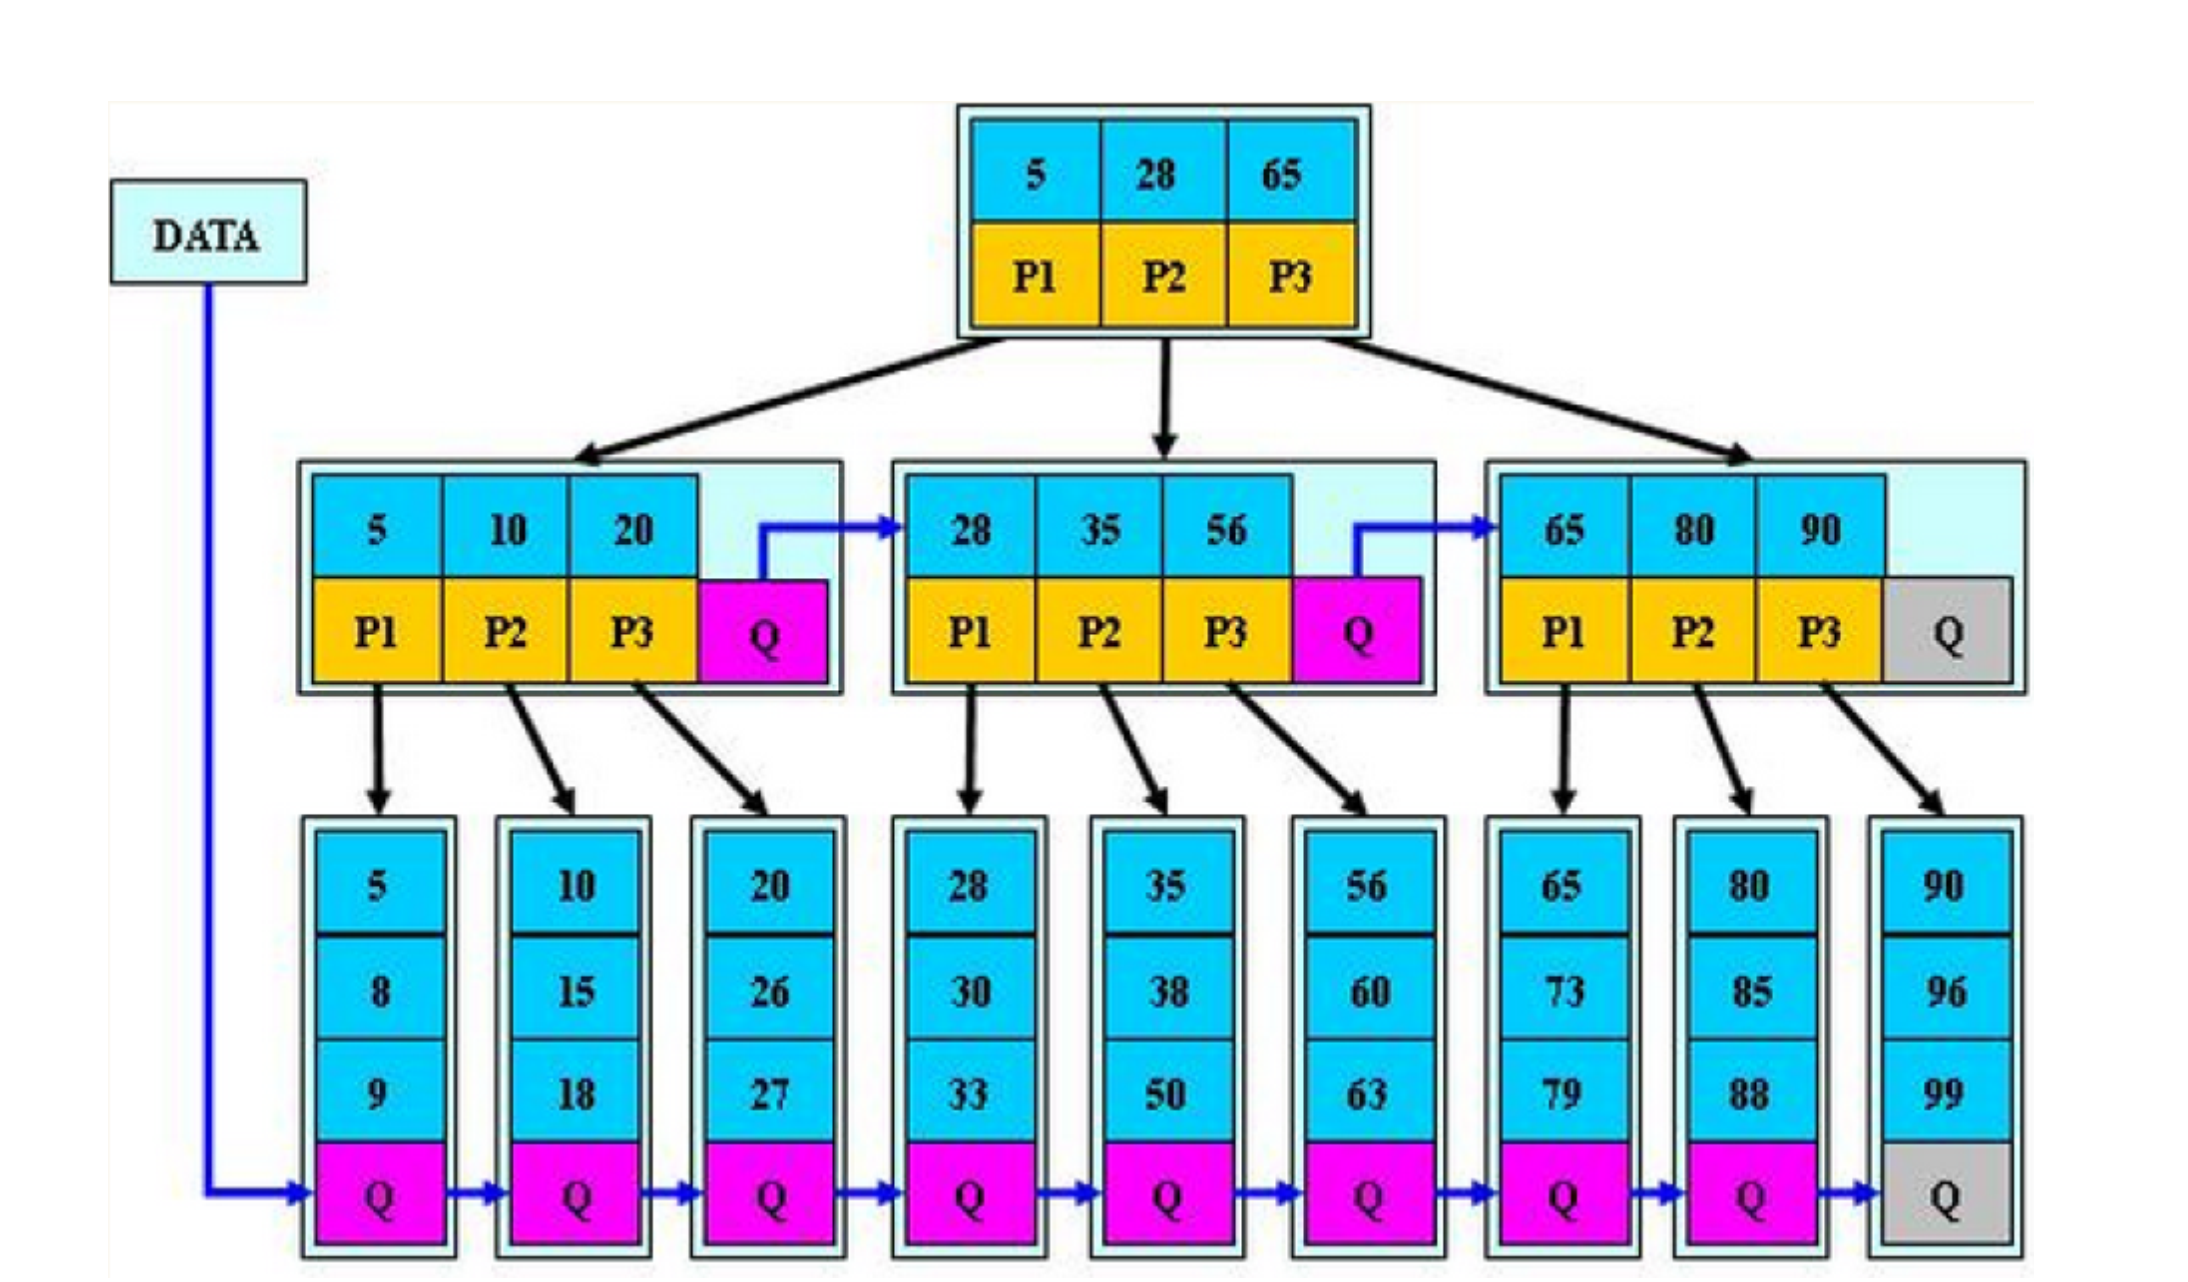 5 28 65
DATA
P1 P2 P3
5 10 20
28 35 56
65 80 90
P1 P2 P3 Q
P1 P2 P3 Q
P1 P2 P3 Q
5 10 20 28 35 56 65 80 90
8 15 26 30 38 60 73 85 96
9 18 27 33 50 63 79 88 99
Q Q Q Q Q Q Q Q Q